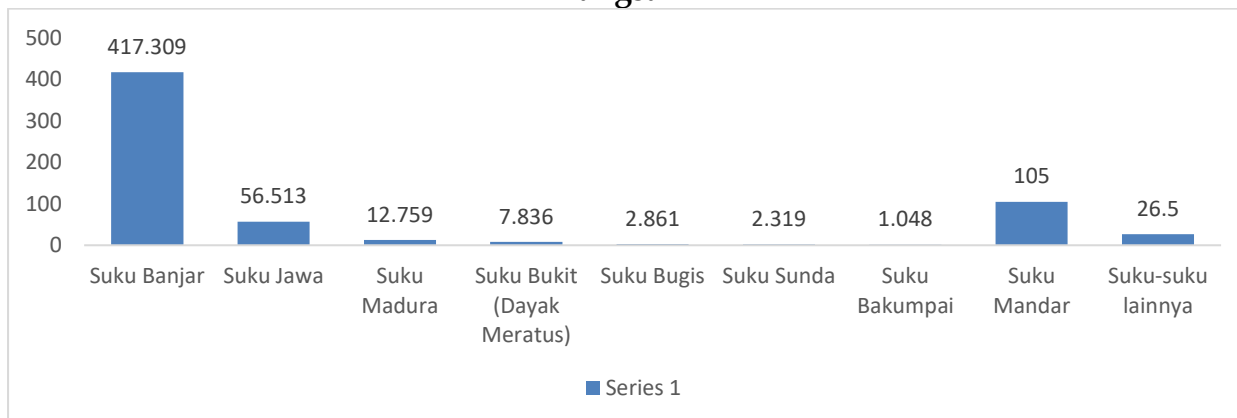 500
400
300
200
100
0
417.309
56.513
12.759
7.836
2.861
2.319
1.048
105
26.5
Suku Banjar
Suku Jawa
Suku
Madura
Suku Bukit
(Dayak
Meratus)
Suku Bugis
Suku Sunda
Suku
Bakumpai
Suku
Mandar
Suku-suku
lainnya
Series 1